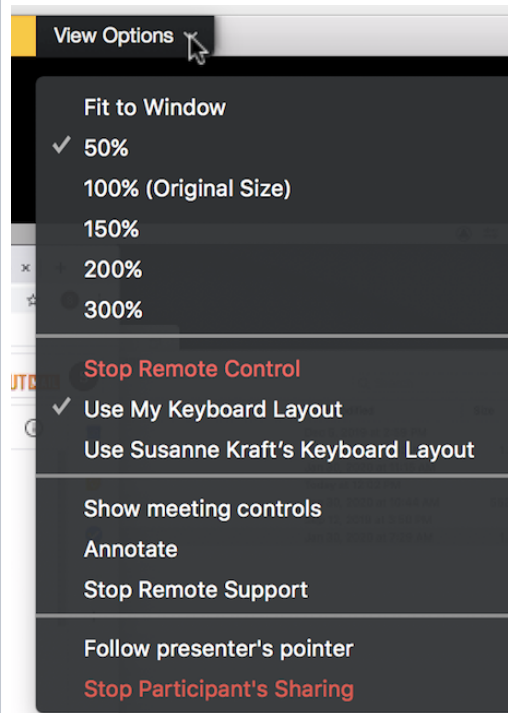 View Options
Fit to Window
50%
100% (Original Size)
150%
200%
300%
Stop Remote Control
Use My Keyboard Layout
Use Susanne Kraft’s Keyboard Layout
Show meeting controls
Annotate
Stop Remote Support
Follow presenter's pointer
Stop Participant's Sharing